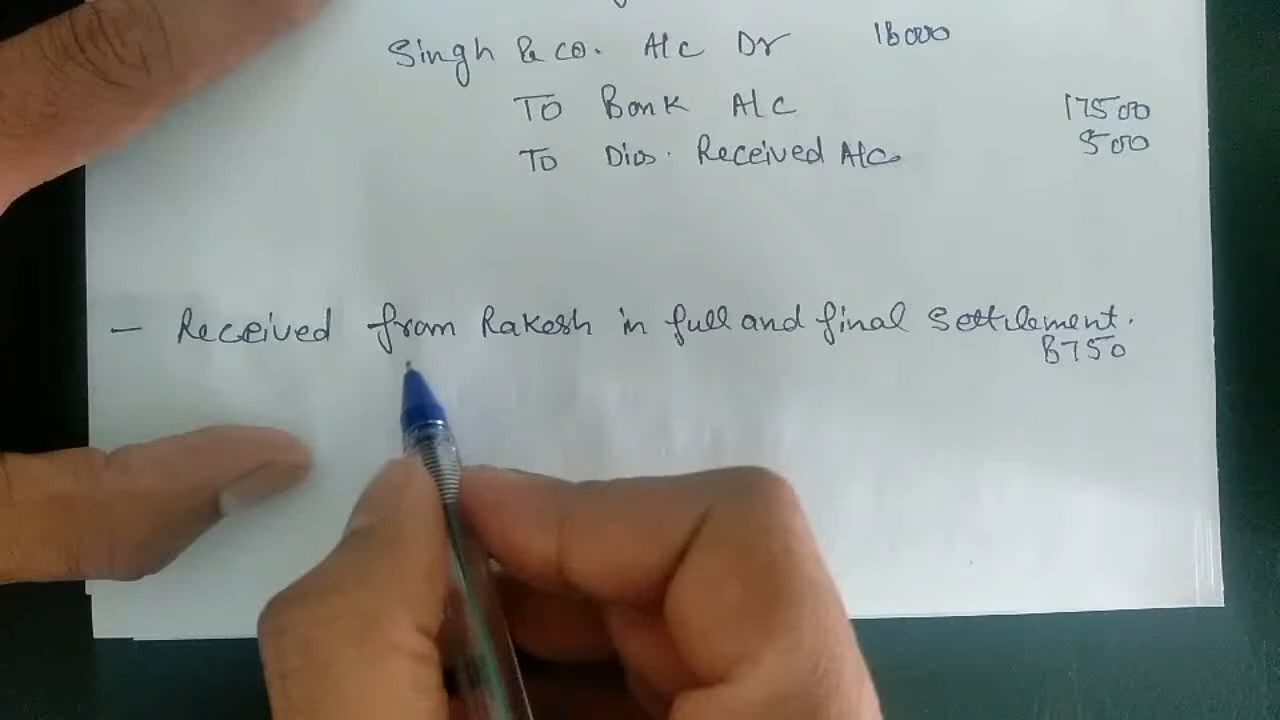 Singh & co. A/c Dr 18000
To Bank A/c 17500
To Dis. Received A/c 500
– Received from Rakesh in full and final settlement.
8750